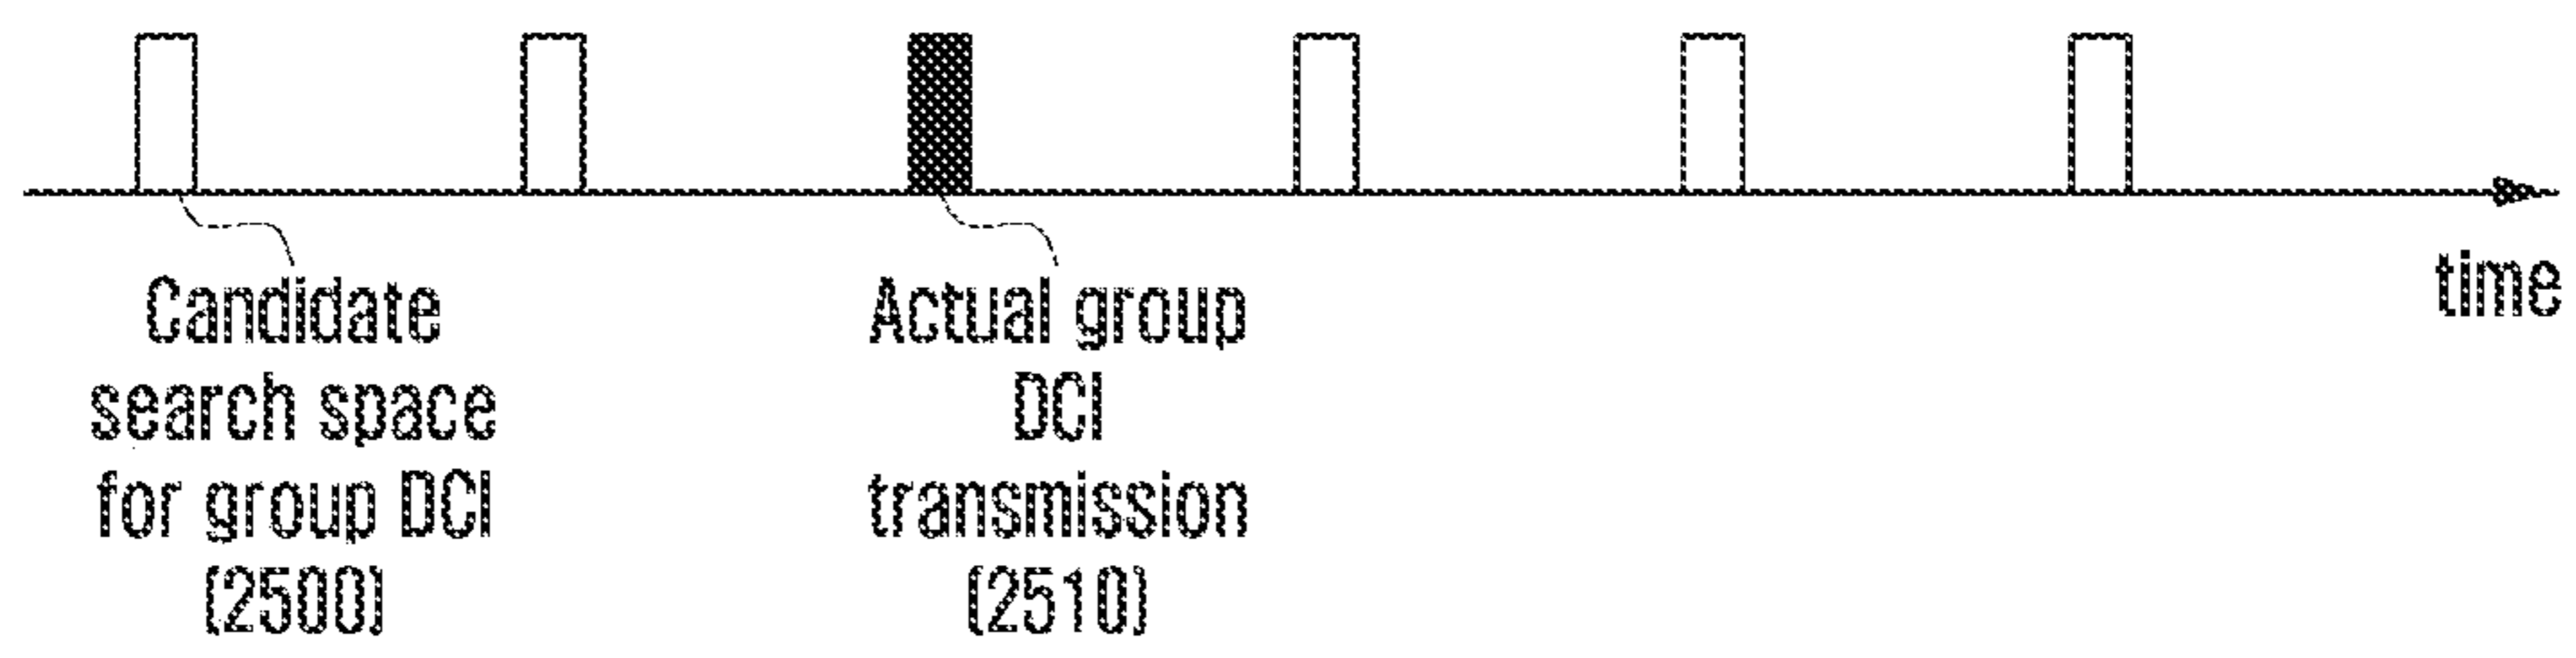 Candidate
search space
for group DCI
(2500)
Actual group
DCI
transmission
(2510)
time